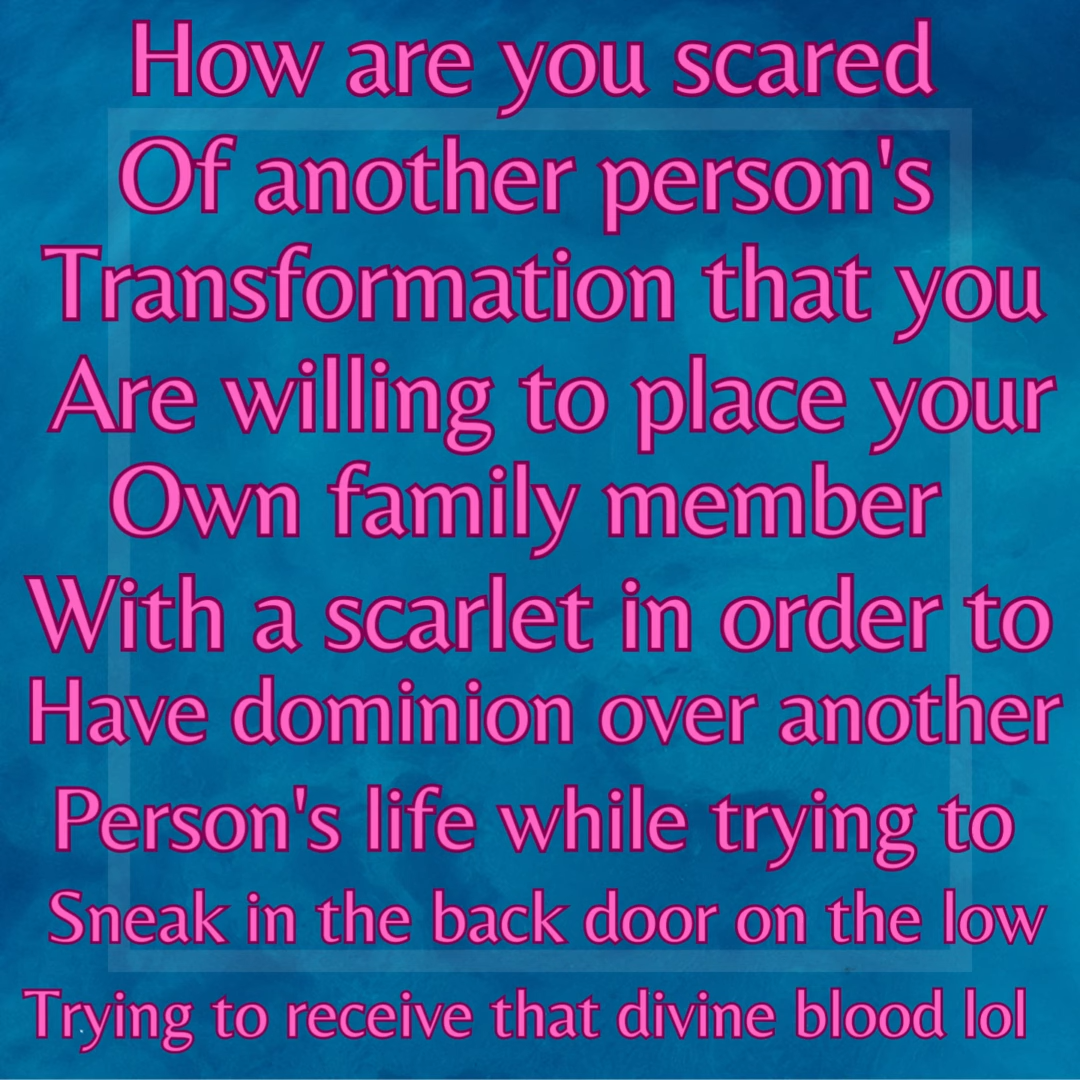 How are you scared
Of another person's
Transformation that you
Are willing to place your
Own family member
With a scarlet in order to
Have dominion over another
Person's life while trying to
Sneak in the back door on the low
Trying to receive that divine blood lol